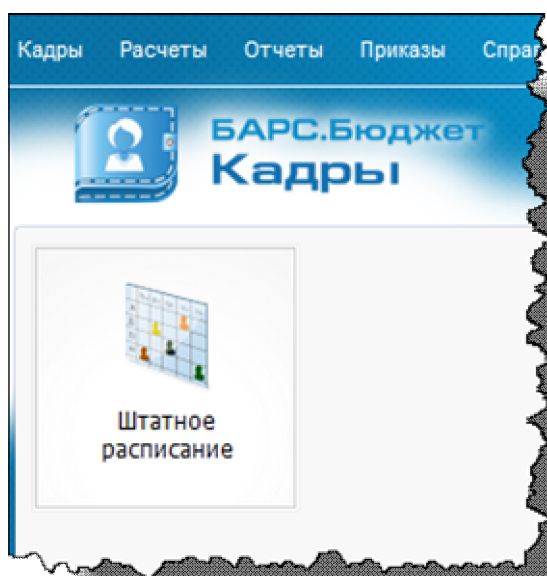 Кадры Расчеты Отчеты Приказы
БАРС.Бюджет
Кадры
Штатное
расписание